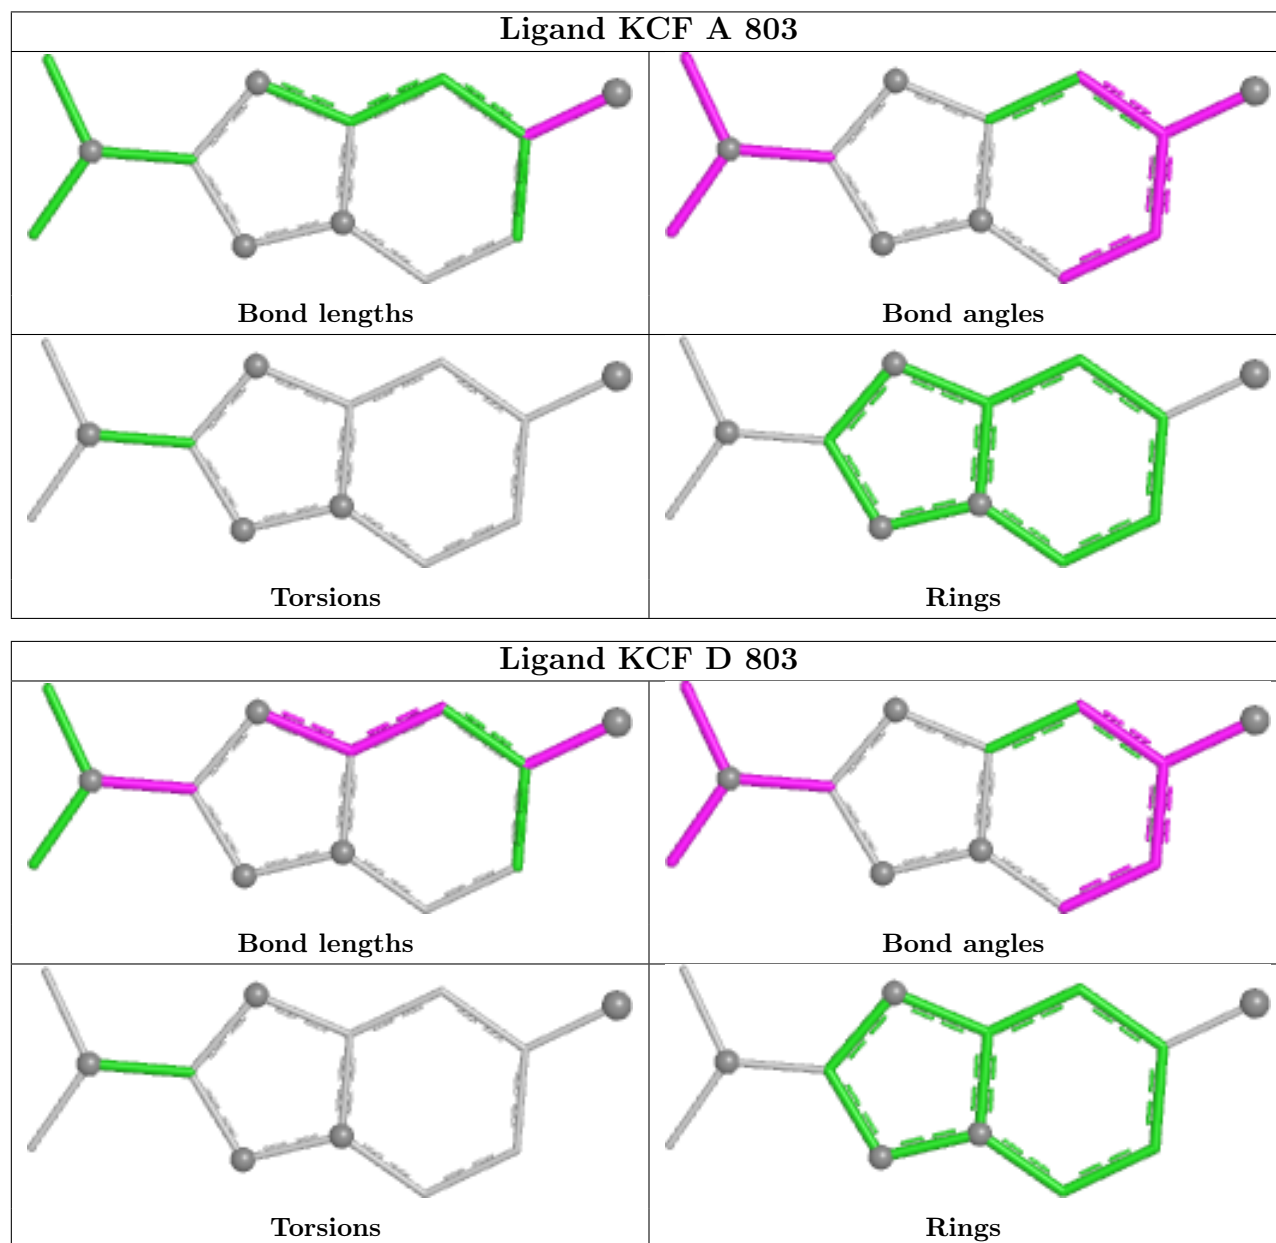 Ligand KCF A 803
Bond lengths
Bond angles
Torsions
Rings
Ligand KCF D 803
Bond lengths
Bond angles
Torsions
Rings